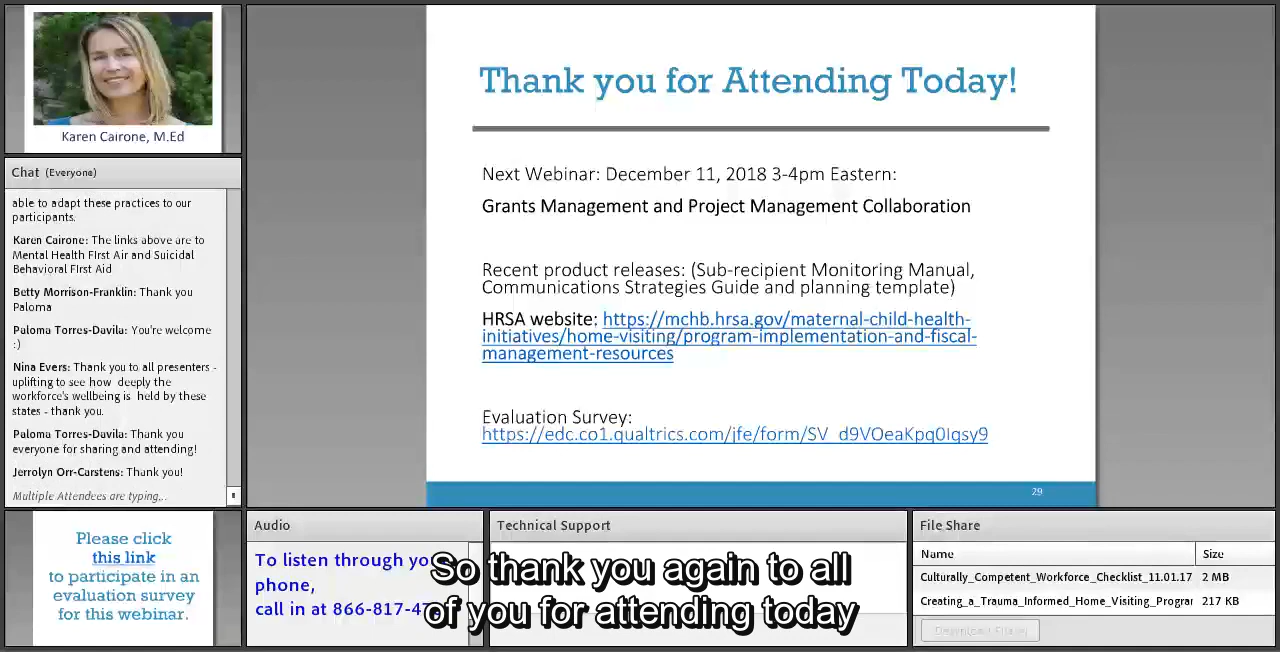 Karen Cairone, M.Ed
Chat (Everyone)
able to adapt these practices to our
participants.
Karen Cairone: The links above are to
Mental Health FIrst Air and Suicidal
Behavioral FIrst Aid
Betty Morrison-Franklin: Thank you
Paloma
Paloma Torres-Davila: You're welcome
:)
Nina Evers: Thank you to all presenters -
uplifting to see how deeply the
workforce's wellbeing is held by these
states - thank you.
Paloma Torres-Davila: Thank you
everyone for sharing and attending!
Jerrolyn Orr-Carstens: Thank you!
Multiple Attendees are typing...
Please click
this link
to participate in an
evaluation survey
for this webinar.
Thank you for Attending Today!
Next Webinar: December 11, 2018 3-4pm Eastern:
Grants Management and Project Management Collaboration
Recent product releases: (Sub-recipient Monitoring Manual,
Communications Strategies Guide and planning template)
HRSA website: https://mchb.hrsa.gov/maternal-child-health-
initiatives/home-visiting/program-implementation-and-fiscal-
management-resources
Evaluation Survey:
https://edc.co1.qualtrics.com/jfe/form/SV_d9VOeaKpq0Iqsy9
29
Audio
To listen through
phone,
call in at 866-817-
Technical Support
So thank you again to all
of you for attending today
File Share
Name Size
Culturally_Competent_Workforce_Checklist_11.01.17 2 MB
Creating_a_Trauma_Informed_Home_Visiting_Progra 217 KB
Download File(s)